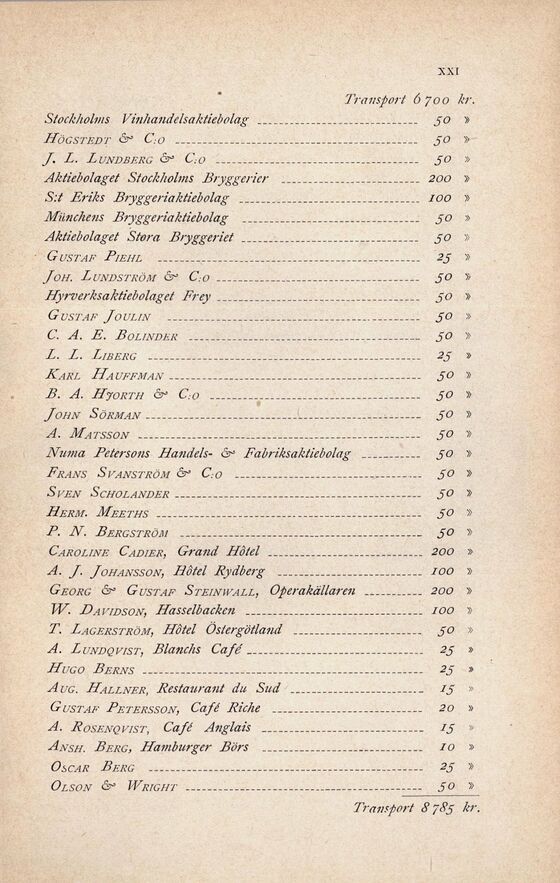 XXI
Transport 6 700 kr.
Stockholms Vinhandelsaktiebolag 50 »
HÖGSTEDT & C:o 50 »
J. L. LUNDBERG & C:o 50 »
Aktiebolaget Stockholms Bryggerier 200 »
S:t Eriks Bryggeriaktiebolag 100 »
Münchens Bryggeriaktiebolag 50 »
Aktiebolaget Stora Bryggeriet 50 »
GUSTAF PIEHL 25 »
JOH. LUNDSTRÖM & C:o 50 »
Hyrverksaktiebolaget Frey 50 »
GUSTAF JOULIN 50 »
C. A. E. BOLINDER 50 »
L. L. LIBERG 25 »
KARL HAUFFMAN 50 »
B. A. HJORTH & C:o 50 »
JOHN SÖRMAN 50 »
A. MATSSON 50 »
Numa Petersons Handels- & Fabriksaktiebolag 50 »
FRANS SVANSTRÖM & C:o 50 »
SVEN SCHOLANDER 50 »
HERM. MEETHS 50 »
P. N. BERGSTRÖM 50 »
CAROLINE CADIER, Grand Hôtel 200 »
A. J. JOHANSSON, Hôtel Rydberg 100 »
GEORG & GUSTAF STEINWALL, Operakällaren 200 »
W. DAVIDSON, Hasselbacken 100 »
T. LAGERSTRÖM, Hôtel Östergötland 50 »
A. LUNDQVIST, Blanchs Café 25 »
HUGO BERNS 25 »
AUG. HALLNER, Restaurant du Sud 15 »
GUSTAF PETERSSON, Café Riche 20 »
A. ROSENQVIST, Café Anglais 15 »
ANSH. BERG, Hamburger Börs 10 »
OSCAR BERG 25 »
OLSON & WRIGHT 50 »
Transport 8 785 kr.